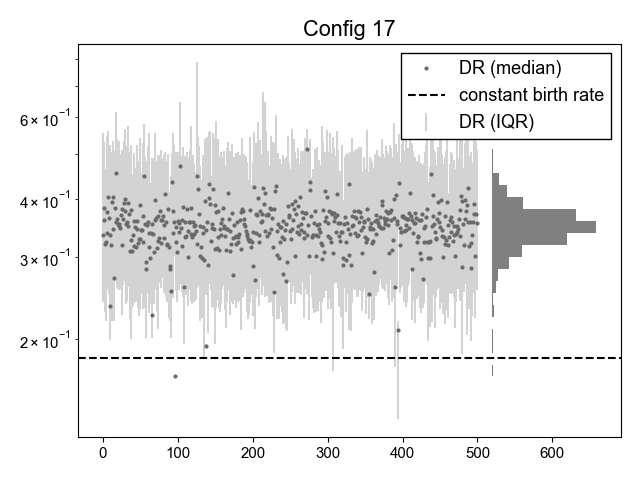 Config 17
DR (median)
constant birth rate
DR (IQR)
6 × 10⁻¹
4 × 10⁻¹
3 × 10⁻¹
2 × 10⁻¹
0 100 200 300 400 500 600